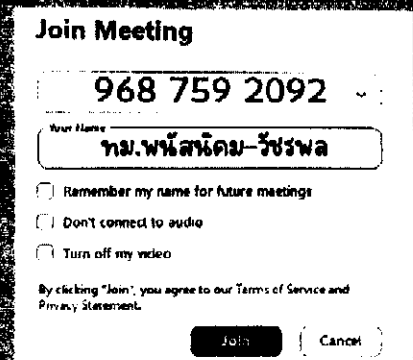 Join Meeting
968 759 2092
Your Name
ทม.พนัสนิคม-วัชรพล
Remember my name for future meetings
Don't connect to audio
Turn off my video
By clicking "Join", you agree to our Terms of Service and
Privacy Statement.
Join
Cancel